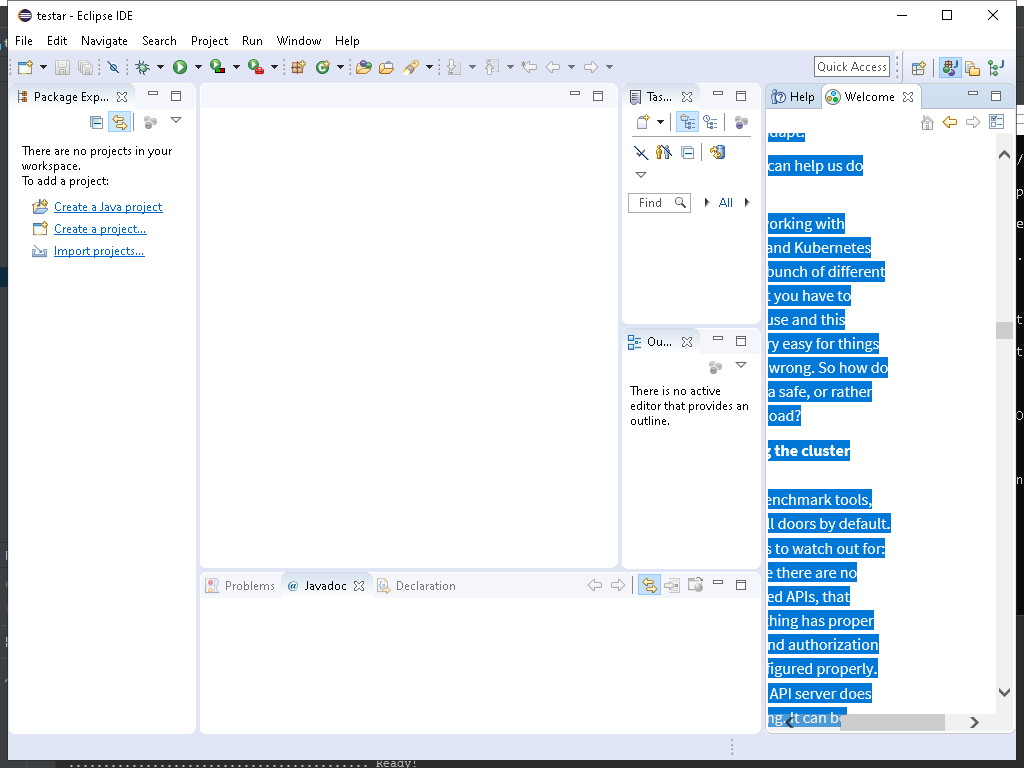 testar - Eclipse IDE
File Edit Navigate Search Project Run Window Help
Quick Access
Package Exp...
There are no projects in your
workspace.
To add a project:
Create a Java project
Create a project...
Import projects...
Tas...
Find
All
Ou...
There is no active
editor that provides an
outline.
Problems @ Javadoc Declaration
Help Welcome
can help us do
orking with
and Kubernetes
bunch of different
you have to
use and this
ry easy for things
wrong. So how do
a safe, or rather
oad?
g the cluster
enchmark tools,
ll doors by default.
s to watch out for:
e there are no
ed APIs, that
thing has proper
nd authorization
figured properly.
API server does
ng. It can be
Ready!